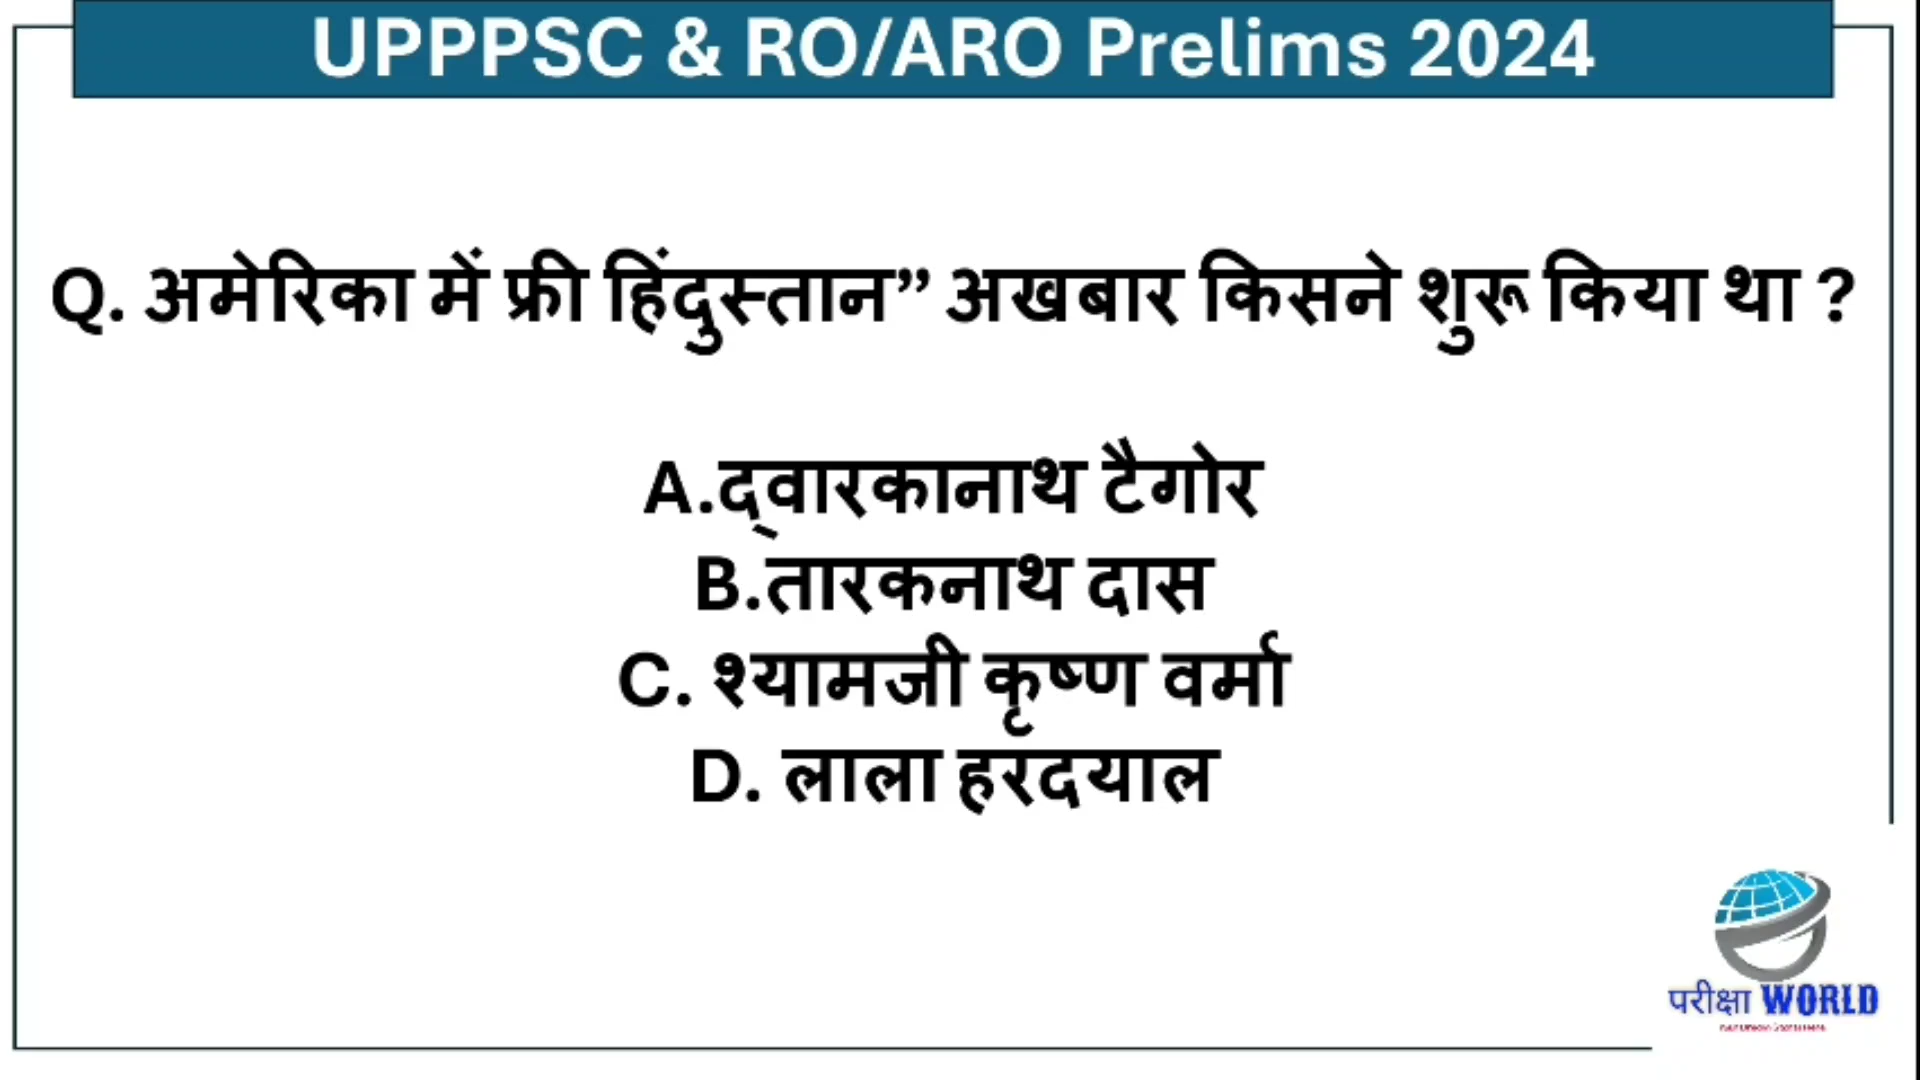 UPPPSC & RO/ARO Prelims 2024
Q. अमेरिका में फ्री हिंदुस्तान” अखबार किसने शुरू किया था ?
A.द्वारकानाथ टैगोर
B.तारकनाथ दास
C. श्यामजी कृष्ण वर्मा
D. लाला हरदयाल
परीक्षा WORLD